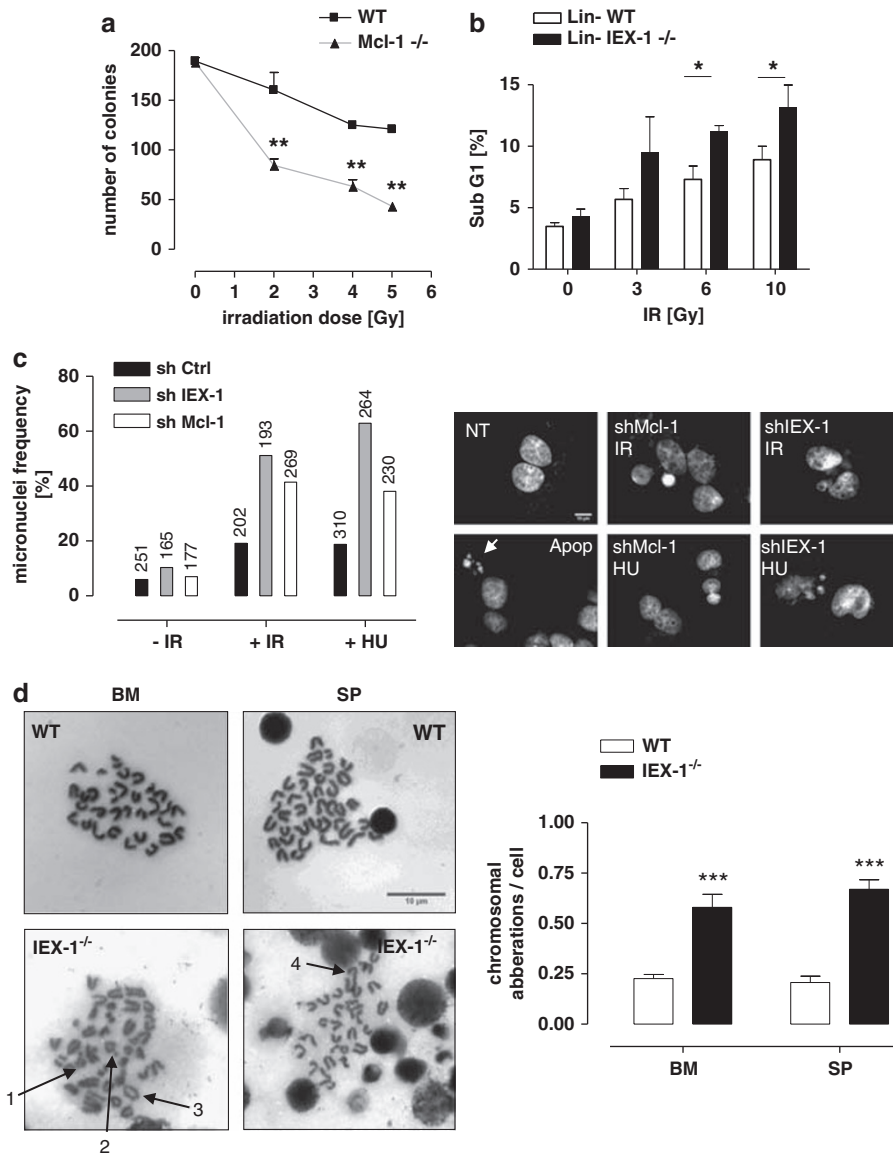 a
WT
Mcl-1 -/-
number of colonies
200
150
100
50
0
**
**
**
0 1 2 3 4 5 6
irradiation dose [Gy]
b
Lin- WT
Lin- IEX-1 -/-
Sub G1 [%]
15
10
5
0
*
*
0 3 6 10
IR [Gy]
c
sh Ctrl
sh IEX-1
sh Mcl-1
micronuclei frequency
[%]
80
60
40
20
0
251 165 177
202 193 269
310 264 230
- IR + IR + HU
NT
shMcl-1
IR
shIEX-1
IR
Apop
shMcl-1
HU
shIEX-1
HU
d
BM SP
WT
WT
10 µm
IEX-1-/-
IEX-1-/-
1
2
3
4
WT
IEX-1-/-
chromosomal
abberations / cell
1.00
0.75
0.50
0.25
0.00
***
***
BM SP